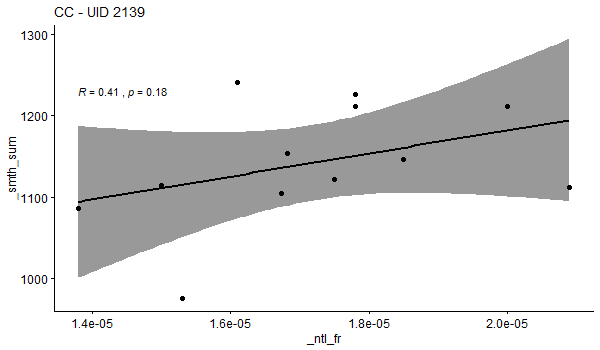 CC - UID 2139
1300
R = 0.41 , p = 0.18
1200
_smth_sum
1100
1000
1.4e-05 1.6e-05 1.8e-05 2.0e-05
_ntl_fr